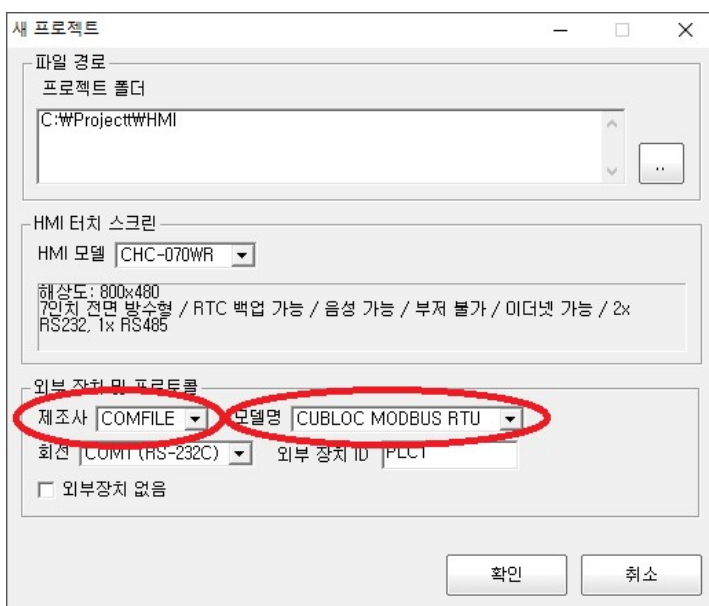 새 프로젝트
파일 경로
프로젝트 폴더
C:₩Projectt₩HMI
..
HMI 터치 스크린
HMI 모델 CHC-070WR
해상도: 800x480
7인치 전면 방수형 / RTC 백업 가능 / 음성 가능 / 부저 불가 / 이더넷 가능 / 2x
RS232, 1x RS485
외부 장치 및 프로토콜
제조사 COMFILE 모델명 CUBLOC MODBUS RTU
회선 COM1 (RS-232C) 외부 장치 ID PLC1
외부장치 없음
확인 취소